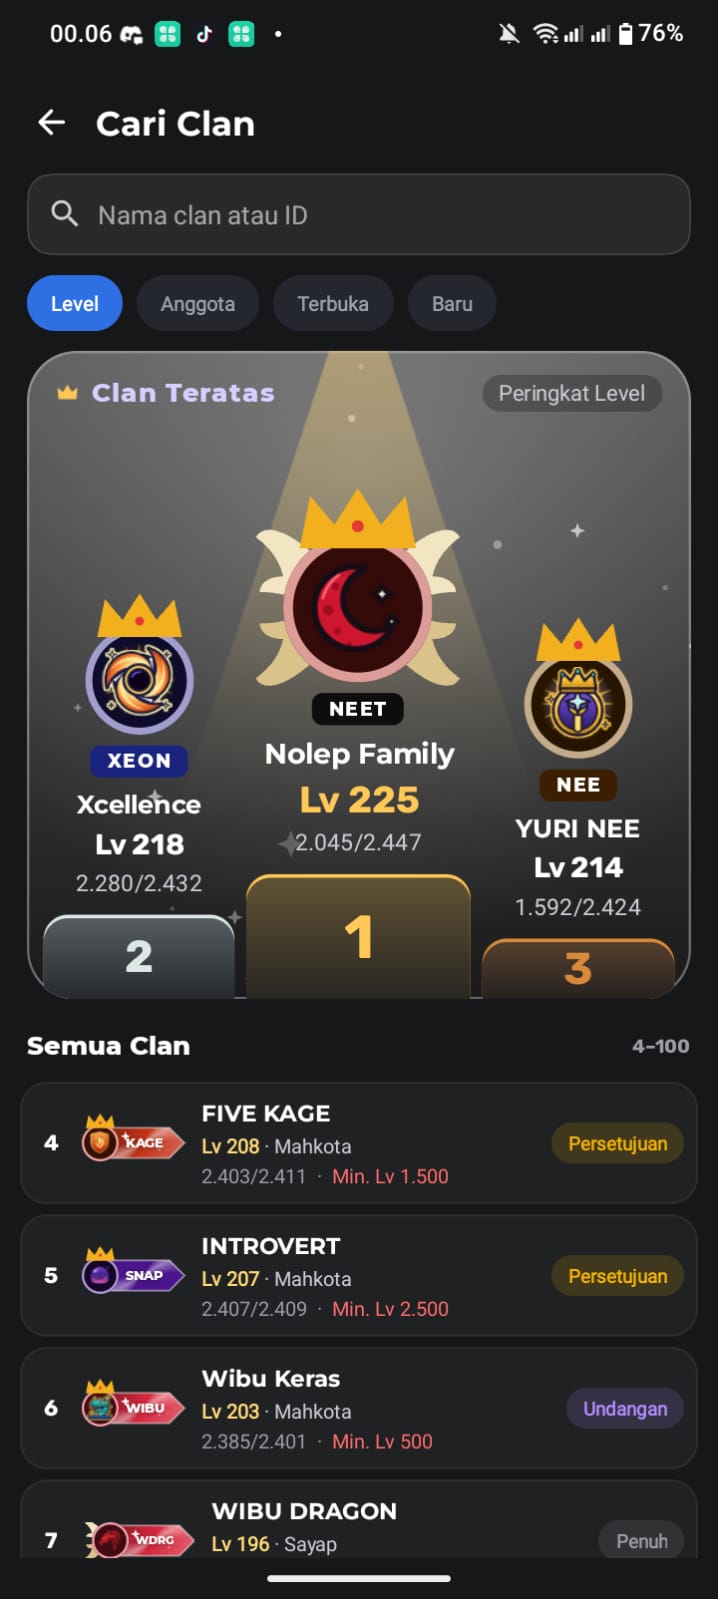 00.06
76%
Cari Clan
Nama clan atau ID
Level
Anggota
Terbuka
Baru
Clan Teratas
Peringkat Level
XEON
Xcellence
Lv 218
2.280/2.432
2
NEET
Nolep Family
Lv 225
2.045/2.447
1
NEE
YURI NEE
Lv 214
1.592/2.424
3
Semua Clan
4–100
4
KAGE
FIVE KAGE
Lv 208 · Mahkota
2.403/2.411 · Min. Lv 1.500
Persetujuan
5
SNAP
INTROVERT
Lv 207 · Mahkota
2.407/2.409 · Min. Lv 2.500
Persetujuan
6
WIBU
Wibu Keras
Lv 203 · Mahkota
2.385/2.401 · Min. Lv 500
Undangan
7
WDRG
WIBU DRAGON
Lv 196 · Sayap
Penuh